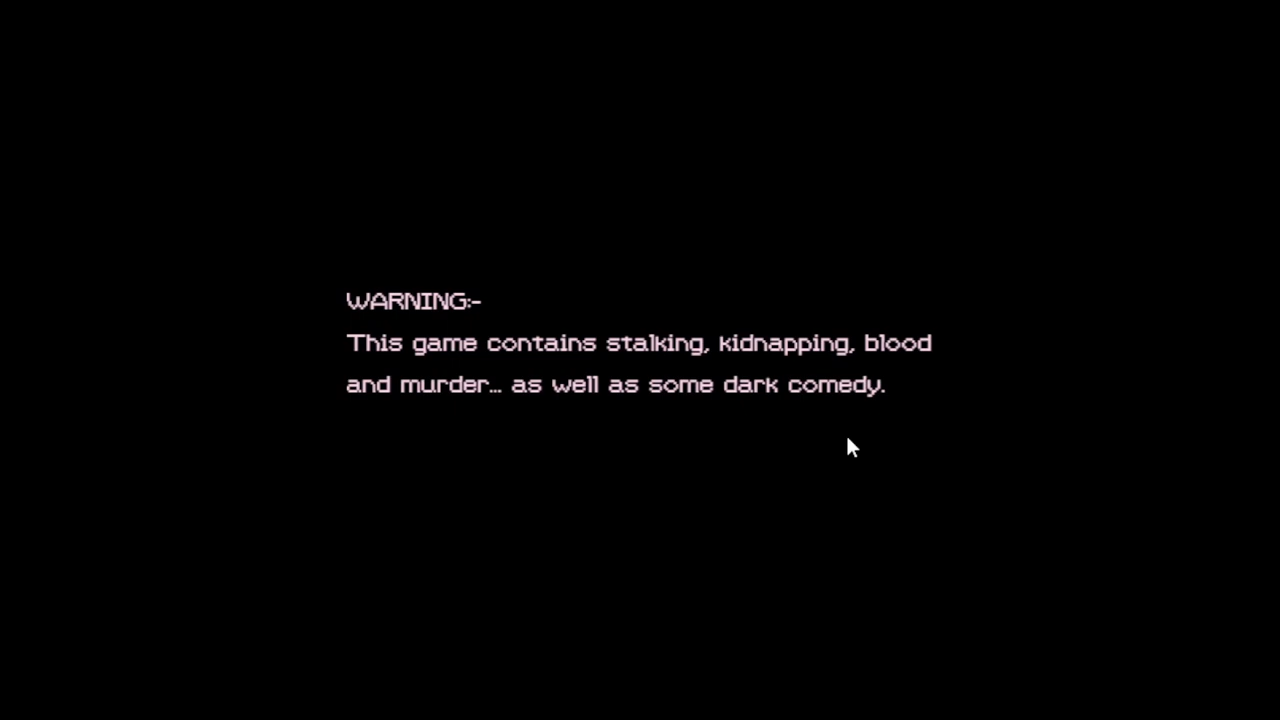 WARNING:-
This game contains stalking, kidnapping, blood
and murder... as well as some dark comedy.